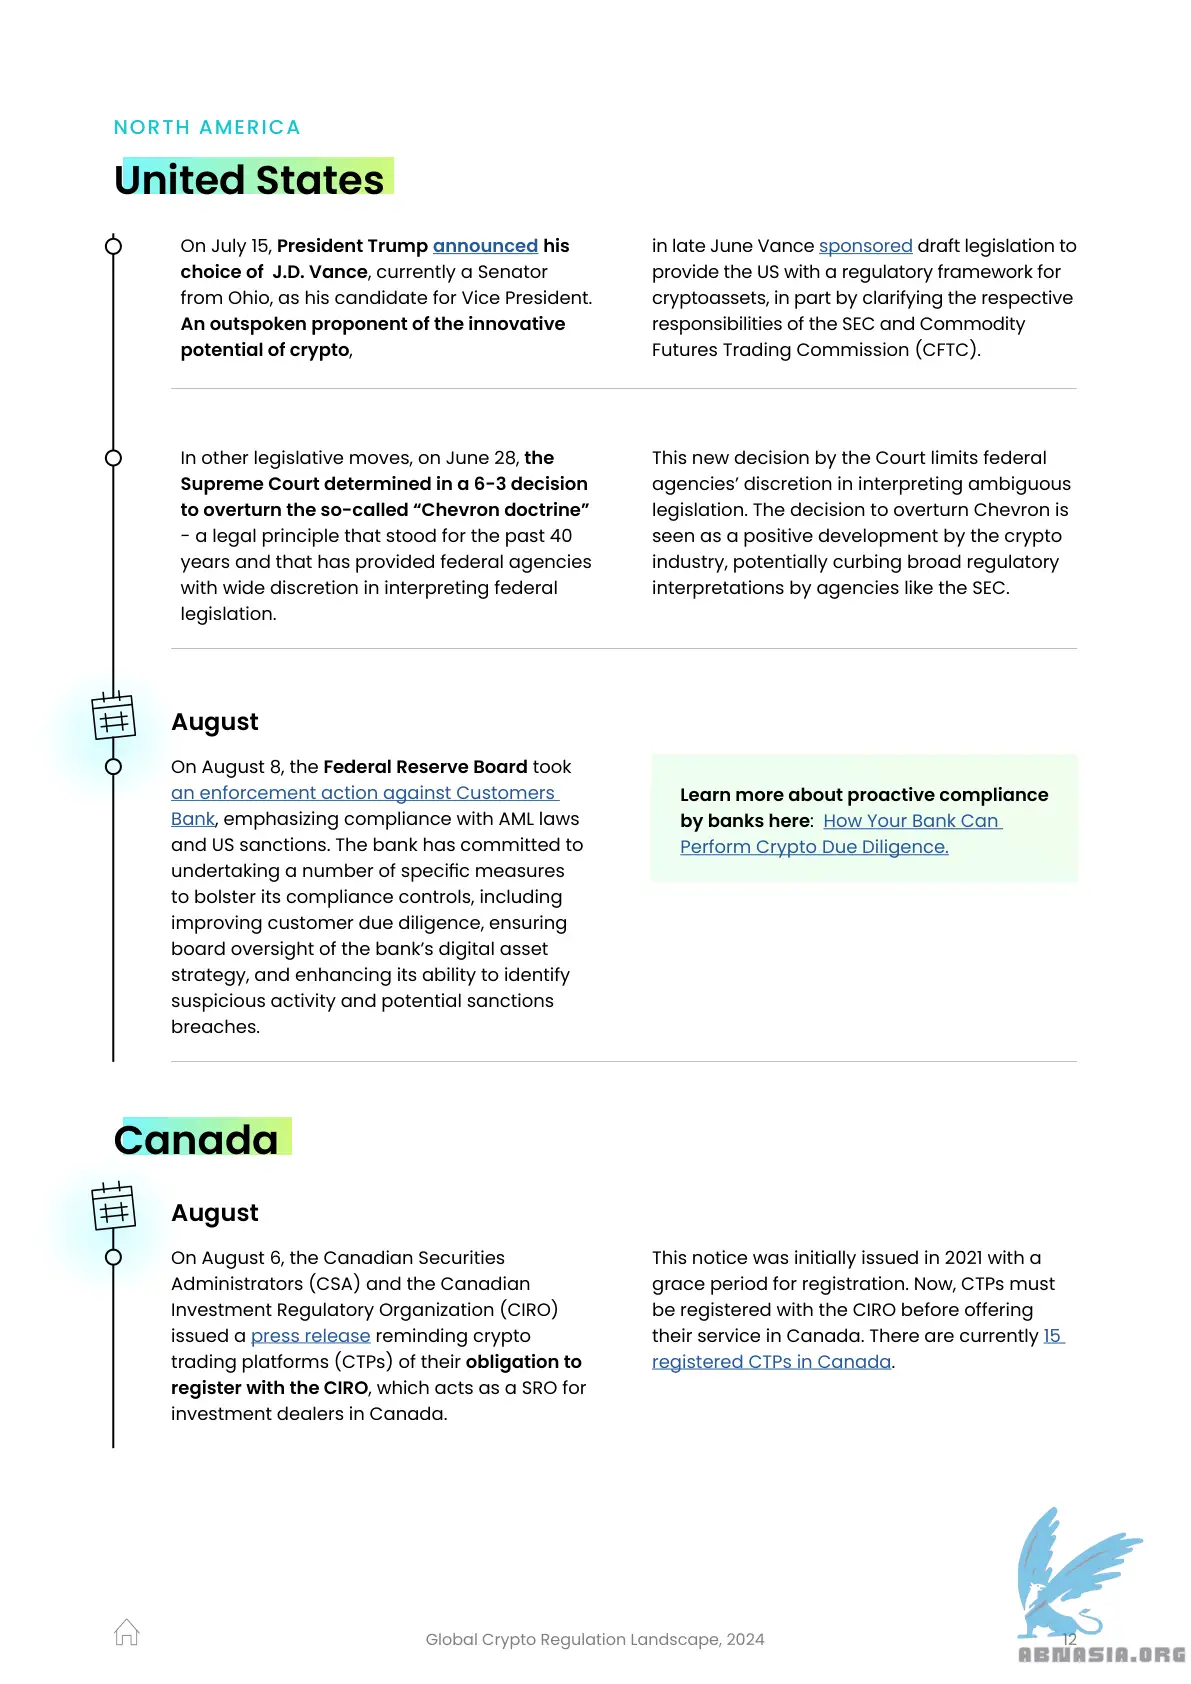 NORTH AMERICA
United States
On July 15, President Trump announced his
choice of  J.D. Vance, currently a Senator
from Ohio, as his candidate for Vice President.
An outspoken proponent of the innovative
potential of crypto,
in late June Vance sponsored draft legislation to
provide the US with a regulatory framework for
cryptoassets, in part by clarifying the respective
responsibilities of the SEC and Commodity
Futures Trading Commission (CFTC).
In other legislative moves, on June 28, the
Supreme Court determined in a 6-3 decision
to overturn the so-called “Chevron doctrine”
- a legal principle that stood for the past 40
years and that has provided federal agencies
with wide discretion in interpreting federal
legislation.
This new decision by the Court limits federal
agencies’ discretion in interpreting ambiguous
legislation. The decision to overturn Chevron is
seen as a positive development by the crypto
industry, potentially curbing broad regulatory
interpretations by agencies like the SEC.
August
On August 8, the Federal Reserve Board took
an enforcement action against Customers
Bank, emphasizing compliance with AML laws
and US sanctions. The bank has committed to
undertaking a number of specific measures
to bolster its compliance controls, including
improving customer due diligence, ensuring
board oversight of the bank’s digital asset
strategy, and enhancing its ability to identify
suspicious activity and potential sanctions
breaches.
Learn more about proactive compliance
by banks here:  How Your Bank Can
Perform Crypto Due Diligence.
Canada
August
On August 6, the Canadian Securities
Administrators (CSA) and the Canadian
Investment Regulatory Organization (CIRO)
issued a press release reminding crypto
trading platforms (CTPs) of their obligation to
register with the CIRO, which acts as a SRO for
investment dealers in Canada.
This notice was initially issued in 2021 with a
grace period for registration. Now, CTPs must
be registered with the CIRO before offering
their service in Canada. There are currently 15
registered CTPs in Canada.
Global Crypto Regulation Landscape, 2024
12
ABNASIA.ORG